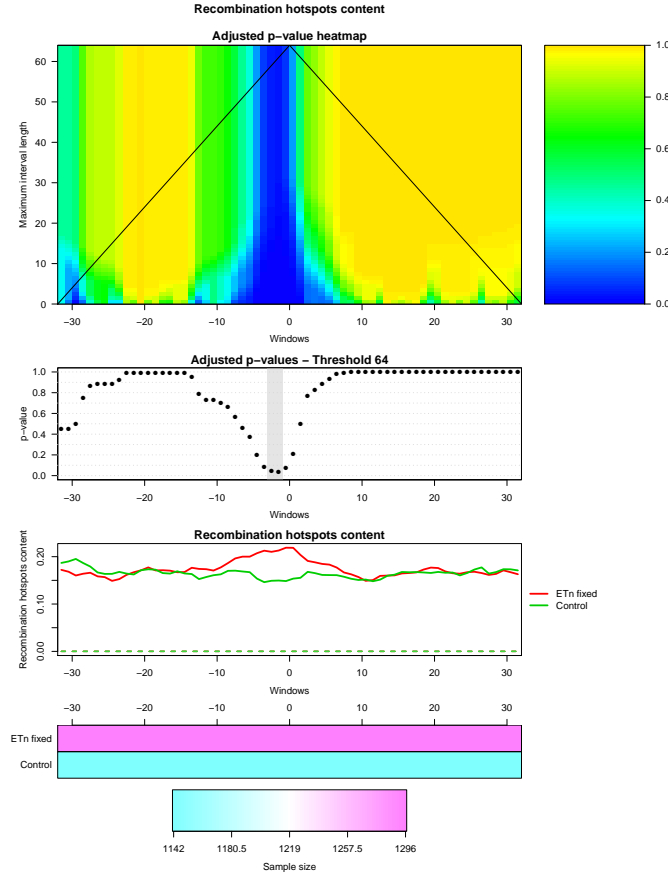 Recombination hotspots content
Adjusted p-value heatmap
Maximum interval length
60
50
40
30
20
10
0
−30 −20 −10 0 10 20 30
Windows
1.0
0.8
0.6
0.4
0.2
0.0
Adjusted p-values − Threshold 64
p-value
1.0
0.8
0.6
0.4
0.2
0.0
−30 −20 −10 0 10 20 30
Windows
Recombination hotspots content
Recombination hotspots content
0.20
0.10
0.00
−30 −20 −10 0 10 20 30
Windows
ETn fixed
Control
−30 −20 −10 0 10 20 30
ETn fixed
Control
1142 1180.5 1219 1257.5 1296
Sample size